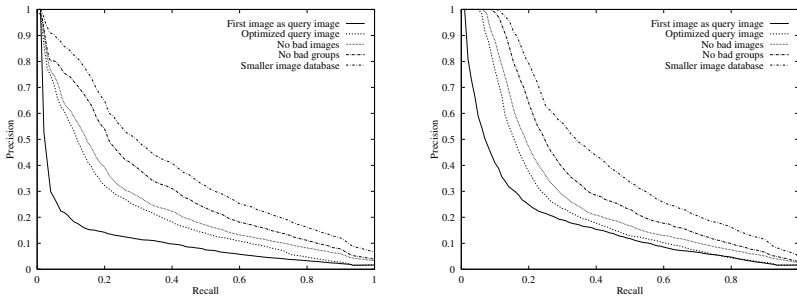 1
0.9
0.8
0.7
0.6
0.5
0.4
0.3
0.2
0.1
0
Precision
0
0.2
0.4
0.6
0.8
1
Recall
First image as query image
Optimized query image
No bad images
No bad groups
Smaller image database
1
0.9
0.8
0.7
0.6
0.5
0.4
0.3
0.2
0.1
0
Precision
0
0.2
0.4
0.6
0.8
Recall
First image as query image
Optimized query image
No bad images
No bad groups
Smaller image database